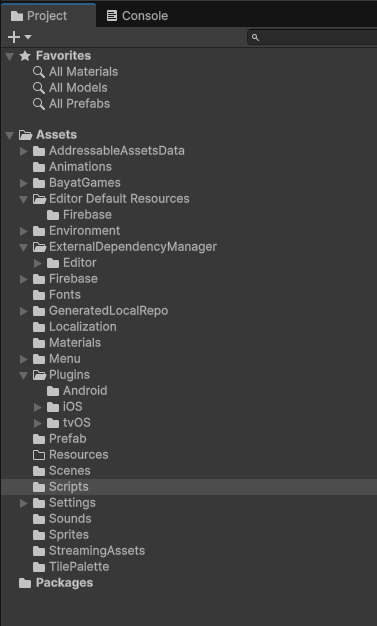 Project Console
Favorites
All Materials
All Models
All Prefabs
Assets
AddressableAssetsData
Animations
BayatGames
Editor Default Resources
Firebase
Environment
ExternalDependencyManager
Editor
Firebase
Fonts
GeneratedLocalRepo
Localization
Materials
Menu
Plugins
Android
iOS
tvOS
Prefab
Resources
Scenes
Scripts
Settings
Sounds
Sprites
StreamingAssets
TilePalette
Packages